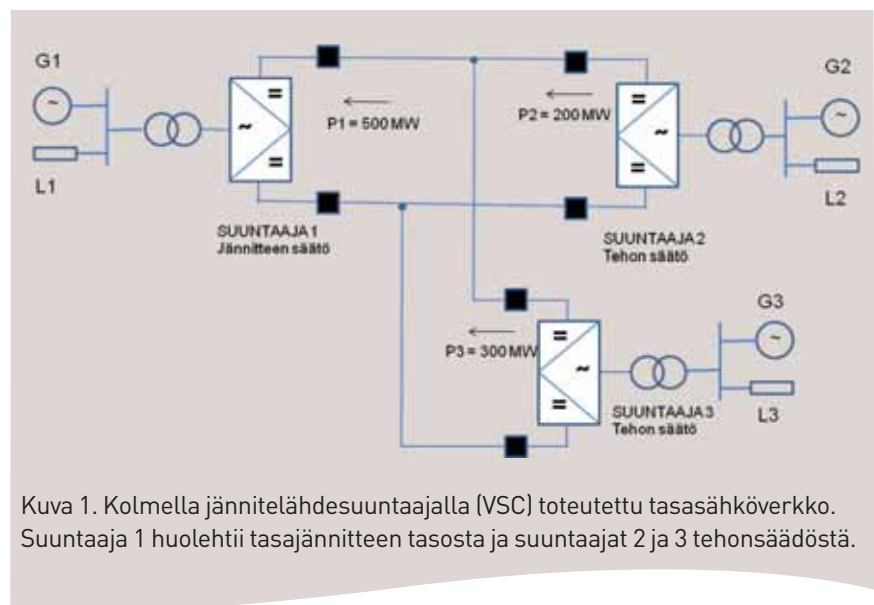 G1
G2
P1 = 500 MW
P2 = 200 MW
L1
L2
SUUNTAAJA 1
Jännitteen säätö
SUUNTAAJA 2
Tehon säätö
G3
P3 = 300 MW
SUUNTAAJA 3
Tehon säätö
L3
Kuva 1. Kolmella jännitelähdesuuntaajalla (VSC) toteutettu tasasähköverkko.
Suuntaaja 1 huolehtii tasajännitteen tasosta ja suuntaajat 2 ja 3 tehonsäädöstä.